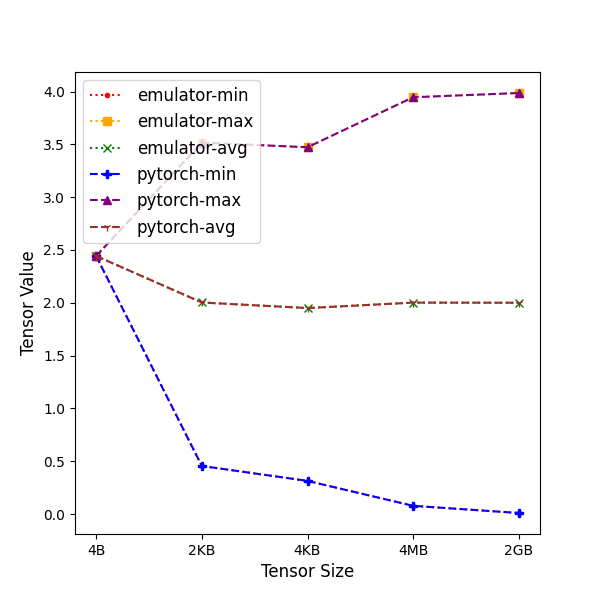 4.0
3.5
3.0
2.5
2.0
1.5
1.0
0.5
0.0
Tensor Value
emulator-min
emulator-max
emulator-avg
pytorch-min
pytorch-max
pytorch-avg
4B 2KB 4KB 4MB 2GB
Tensor Size